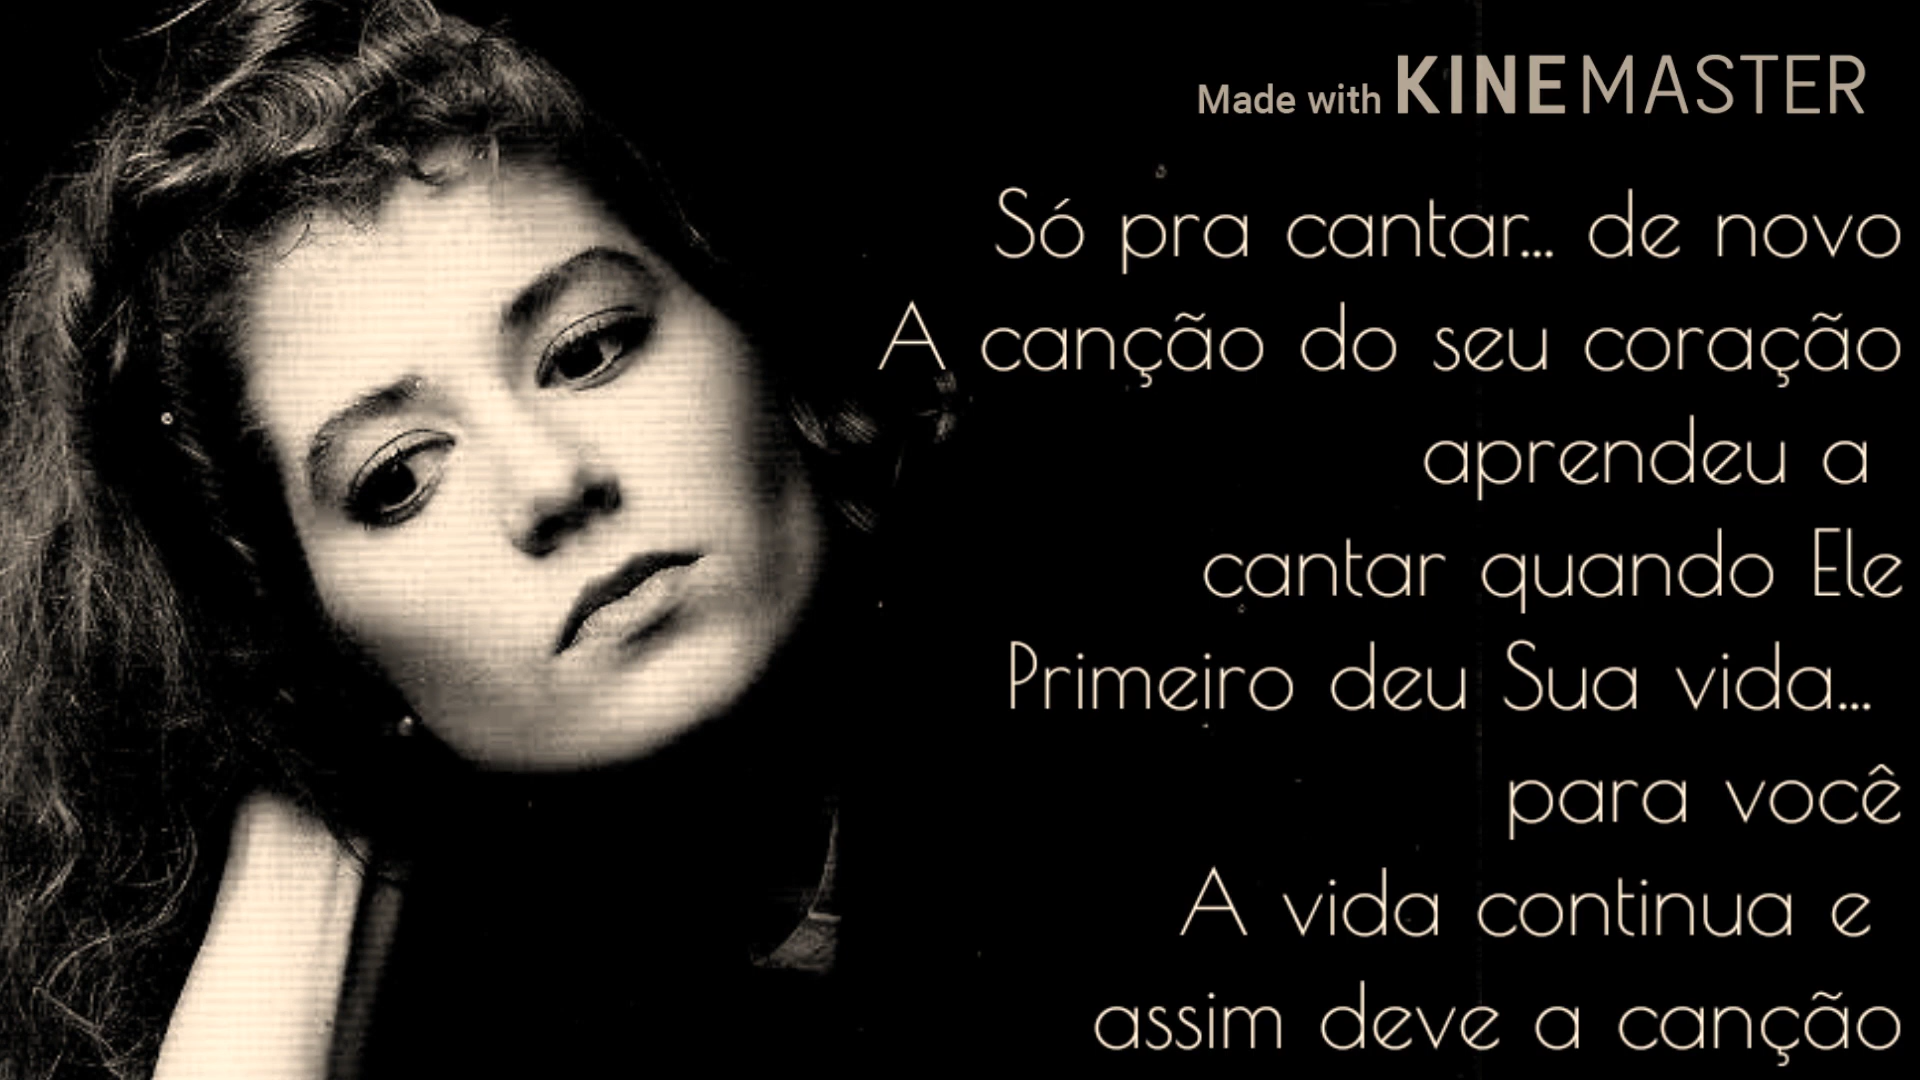 Made with KINEMASTER
Só pra cantar... de novo
A canção do seu coração
aprendeu a
cantar quando Ele
Primeiro deu Sua vida...
para você
A vida continua e
assim deve a canção